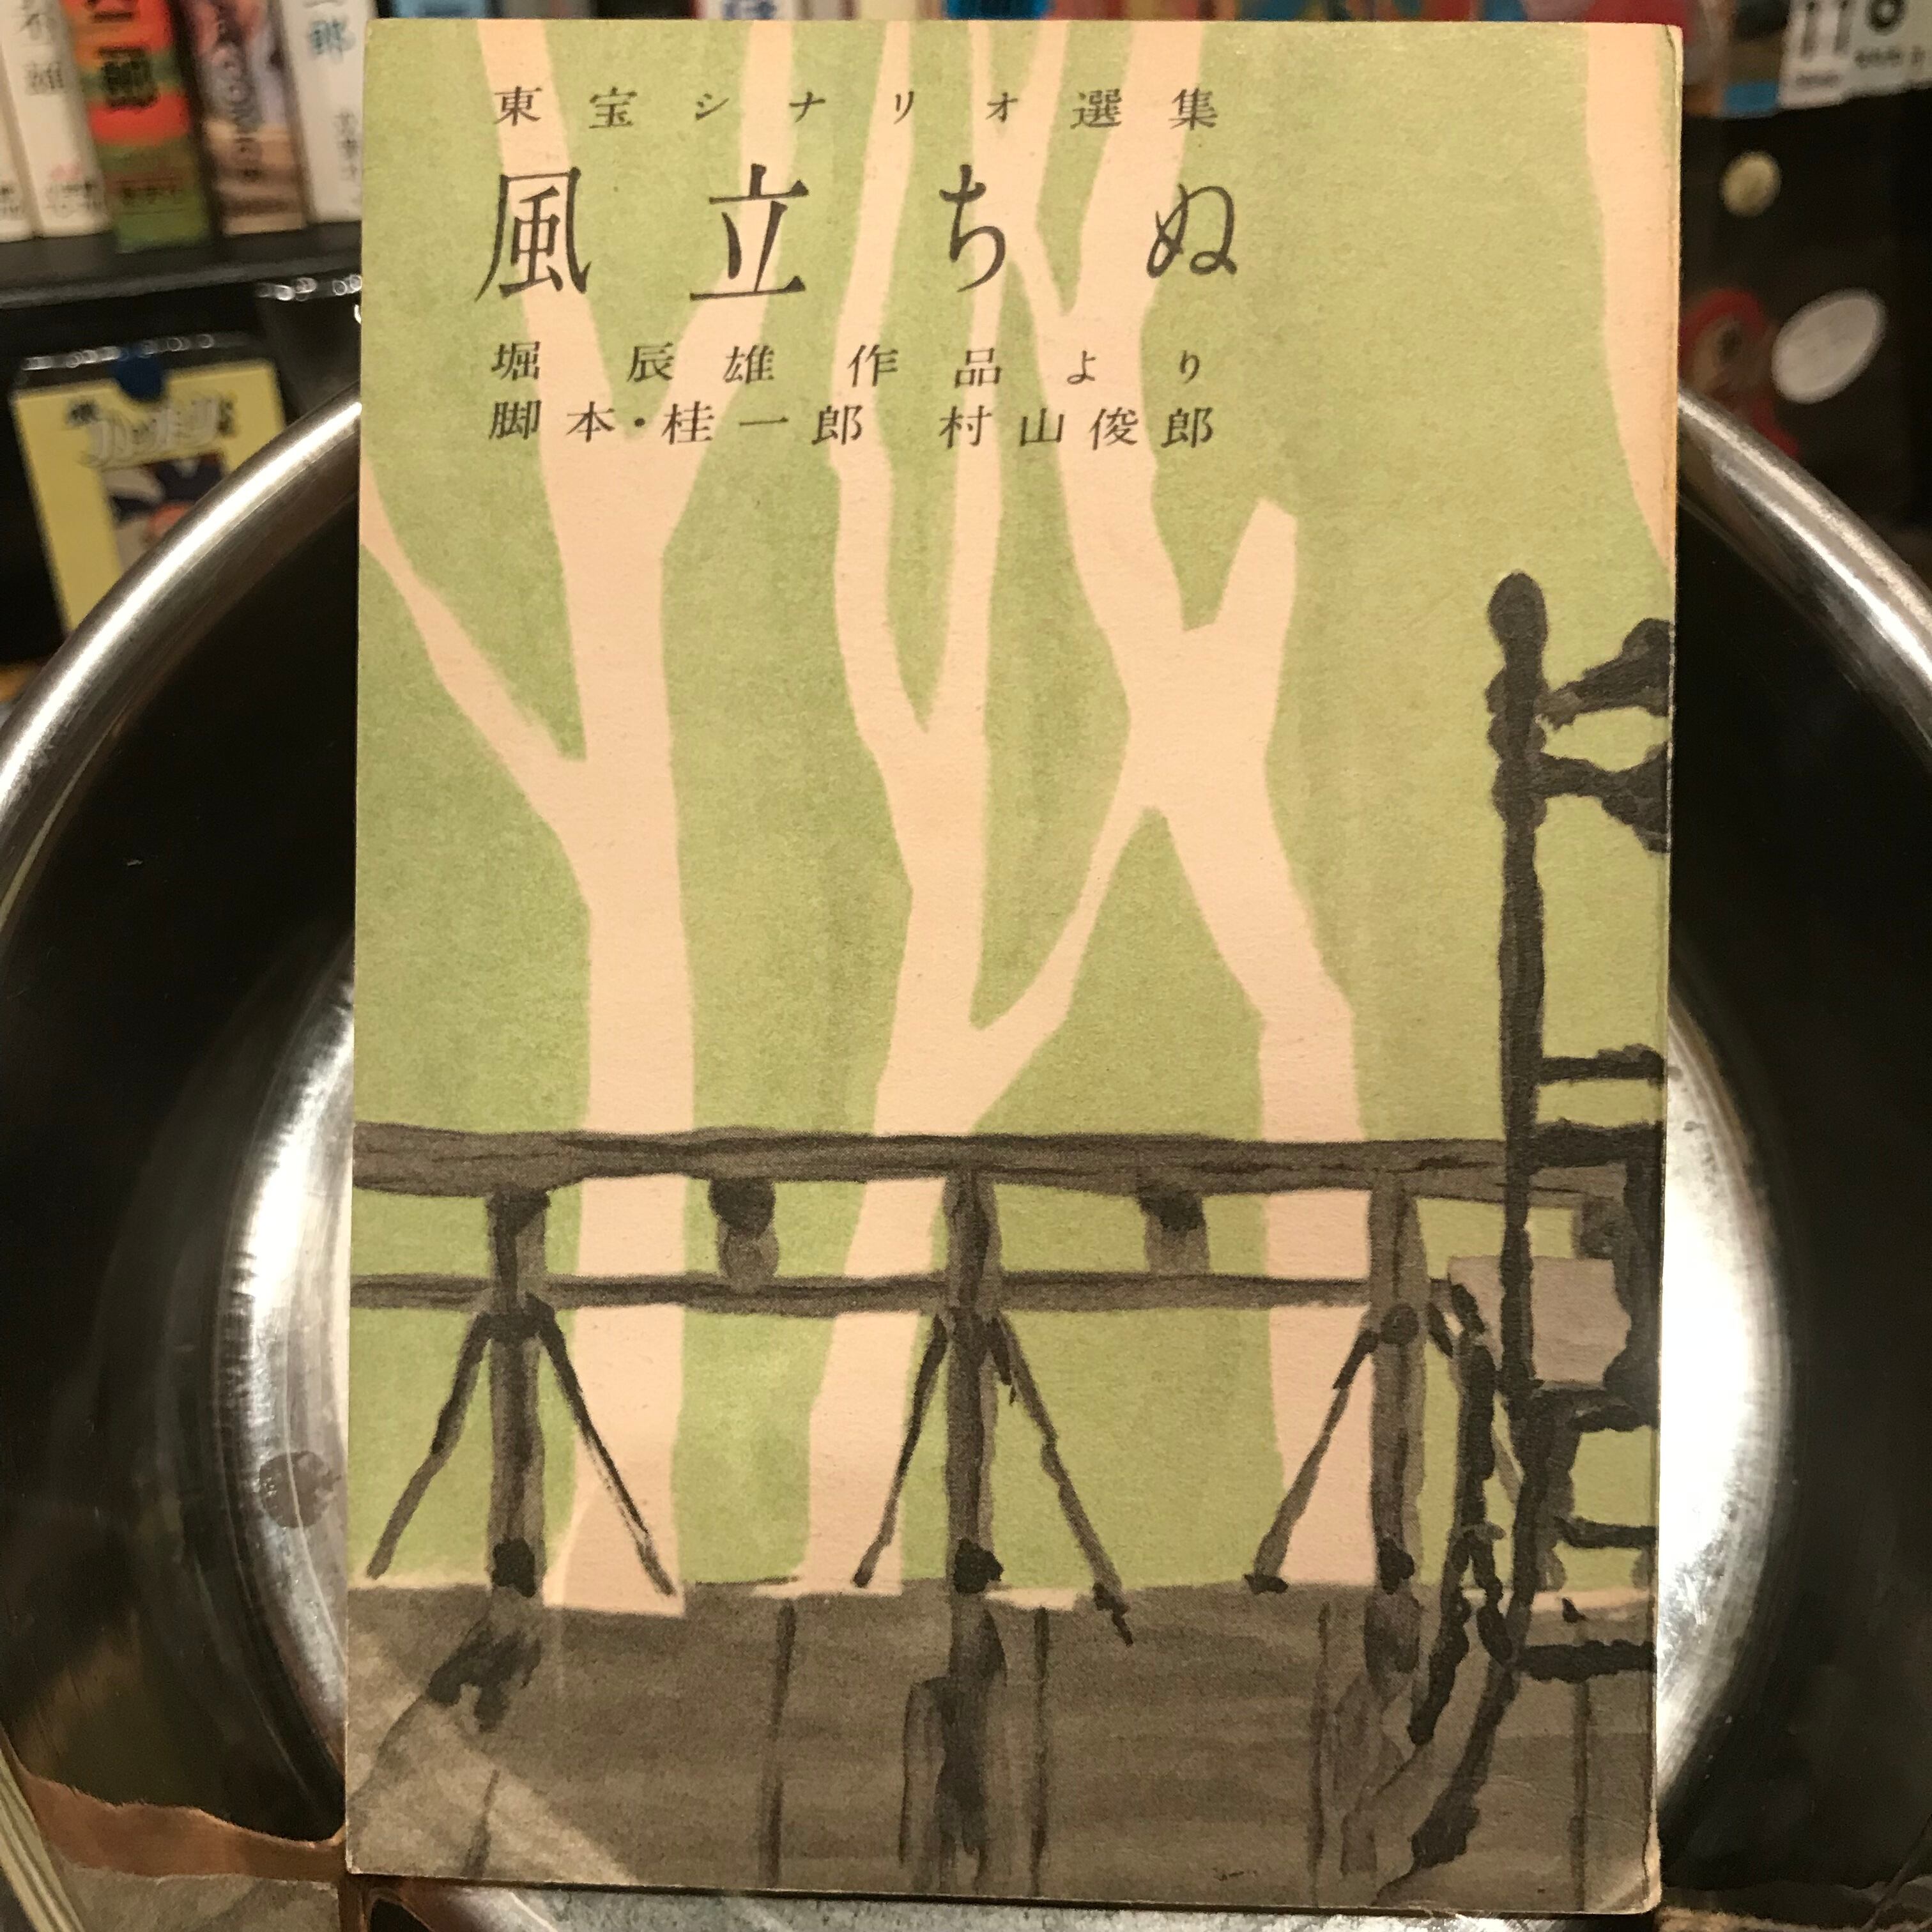 東宝シナリオ選集
風立ちぬ
堀辰雄作品より
脚本・桂一郎 村山俊郎